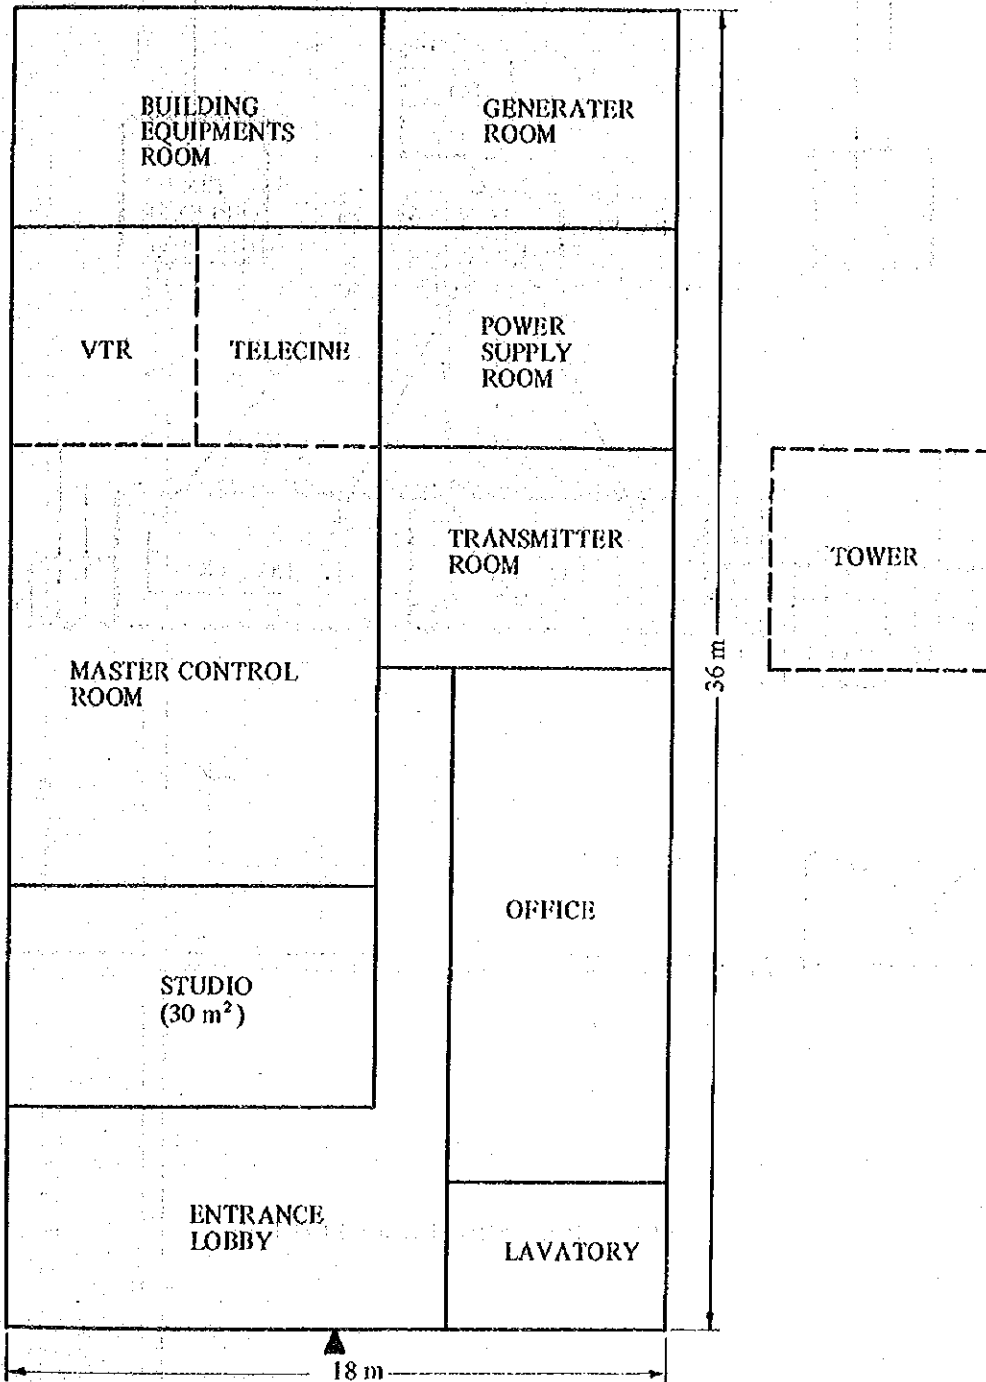 BUILDING
EQUIPMENTS
ROOM
GENERATER
ROOM
VTR
TELECINE
POWER
SUPPLY
ROOM
TRANSMITTER
ROOM
TOWER
MASTER CONTROL
ROOM
36 m
OFFICE
STUDIO
(30 m²)
ENTRANCE
LOBBY
LAVATORY
18 m